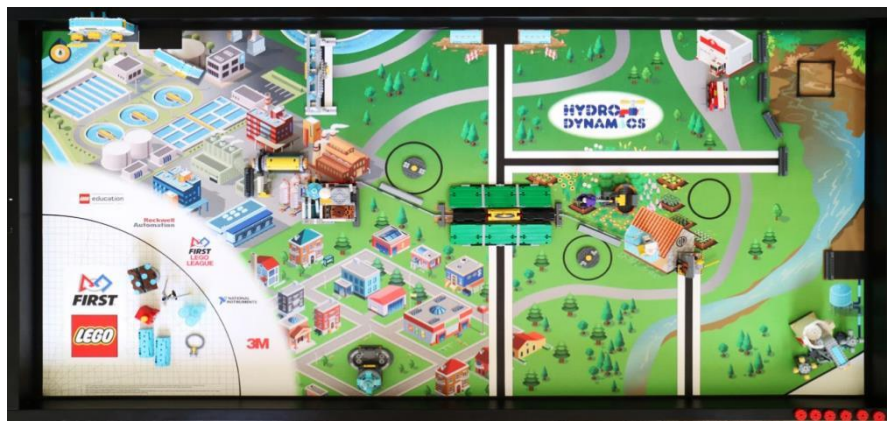 HYDRO
DYNAMICS
education
Rockwell
Automation
FIRST
LEGO
LEAGUE
FIRST
NATIONAL
INSTRUMENTS
LEGO
3M